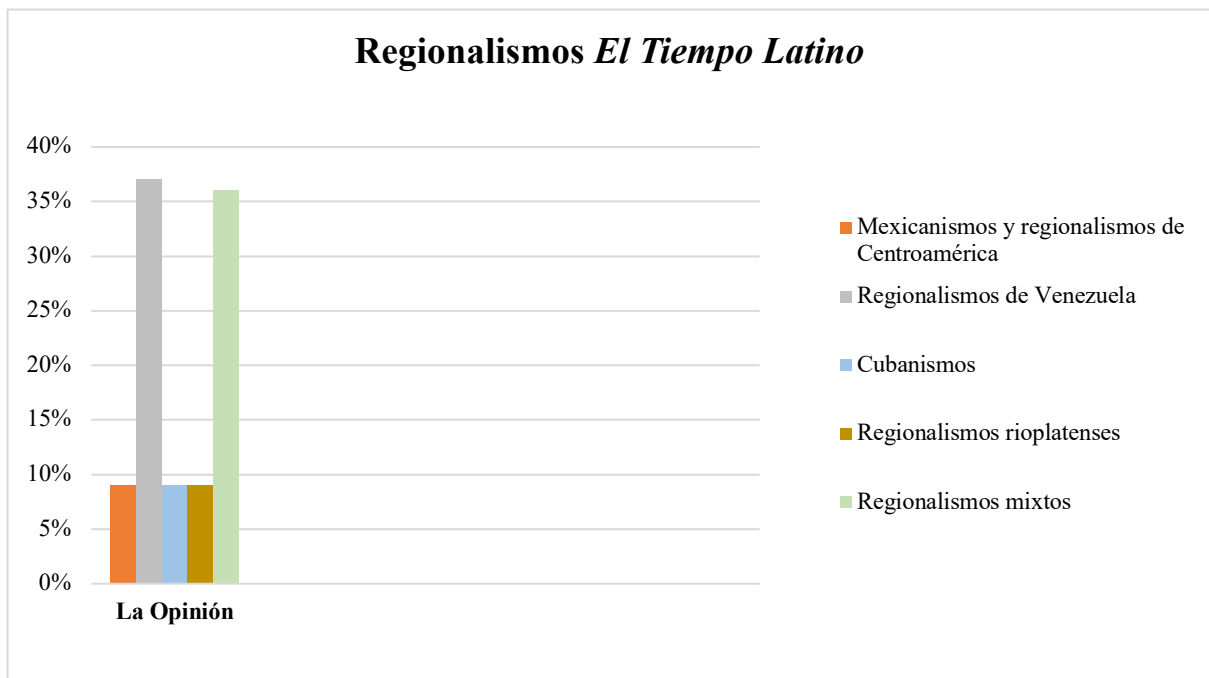 Regionalismos El Tiempo Latino
40%
35%
30%
25%
20%
15%
10%
5%
0%
La Opinión
Mexicanismos y regionalismos de
Centroamérica
Regionalismos de Venezuela
Cubanismos
Regionalismos rioplatenses
Regionalismos mixtos